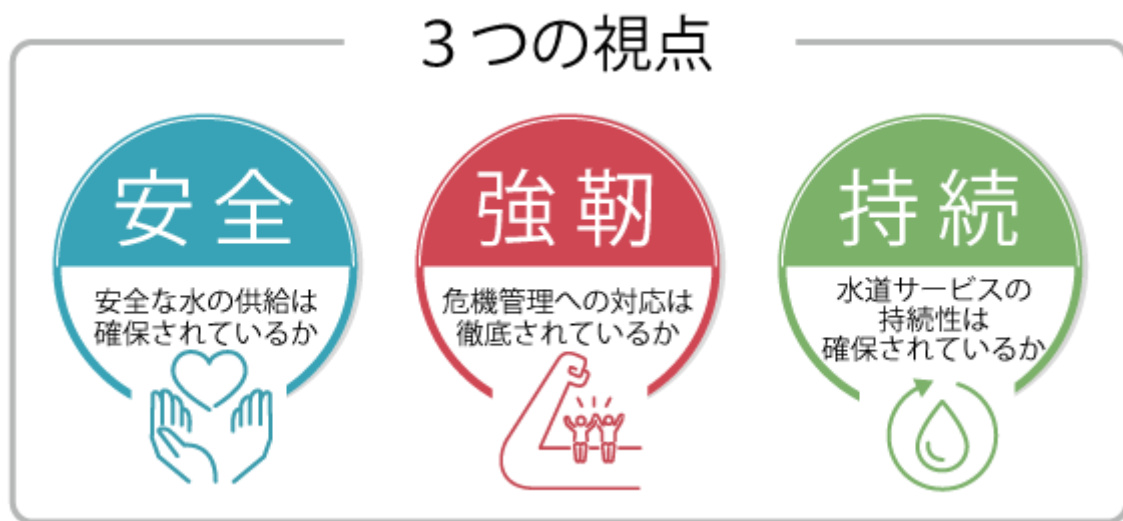 ３つの視点
安全
安全な水の供給は
確保されているか
強靭
危機管理への対応は
徹底されているか
持続
水道サービスの
持続性は
確保されているか